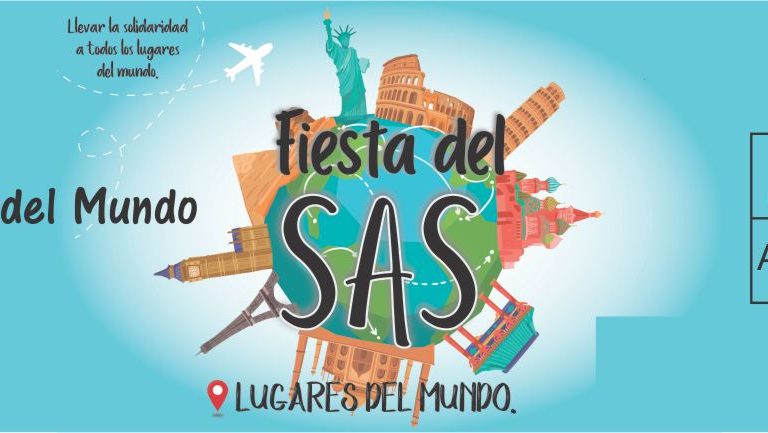 Llevar la solidaridad
a todos los lugares
del mundo.
Fiesta del
del Mundo
SAS
A
LUGARES DEL MUNDO.